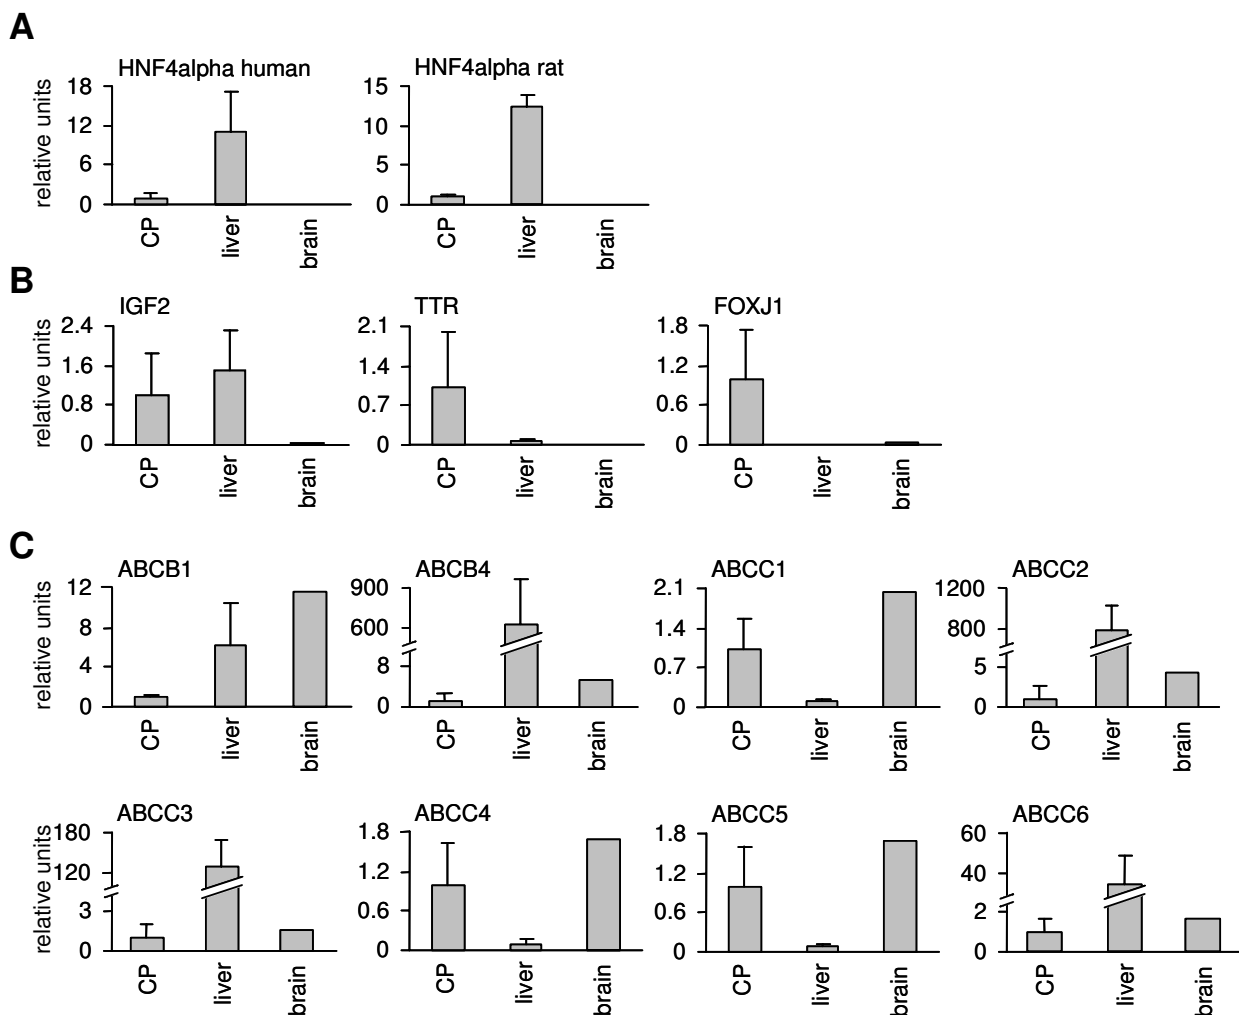 A
HNF4alpha human
HNF4alpha rat
relative units
18
12
6
0
15
10
5
0
CP
liver
brain
CP
liver
brain
B
IGF2
TTR
FOXJ1
relative units
2.4
1.6
0.8
0
2.1
1.4
0.7
0
1.8
1.2
0.6
0
CP
liver
brain
CP
liver
brain
CP
liver
brain
C
ABCB1
ABCB4
ABCC1
ABCC2
relative units
12
8
4
0
900
600
8
0
2.1
1.4
0.7
0
1200
800
5
0
CP
liver
brain
CP
liver
brain
CP
liver
brain
CP
liver
brain
ABCC3
ABCC4
ABCC5
ABCC6
relative units
180
120
3
0
1.8
1.2
0.6
0
1.8
1.2
0.6
0
60
40
2
0
CP
liver
brain
CP
liver
brain
CP
liver
brain
CP
liver
brain